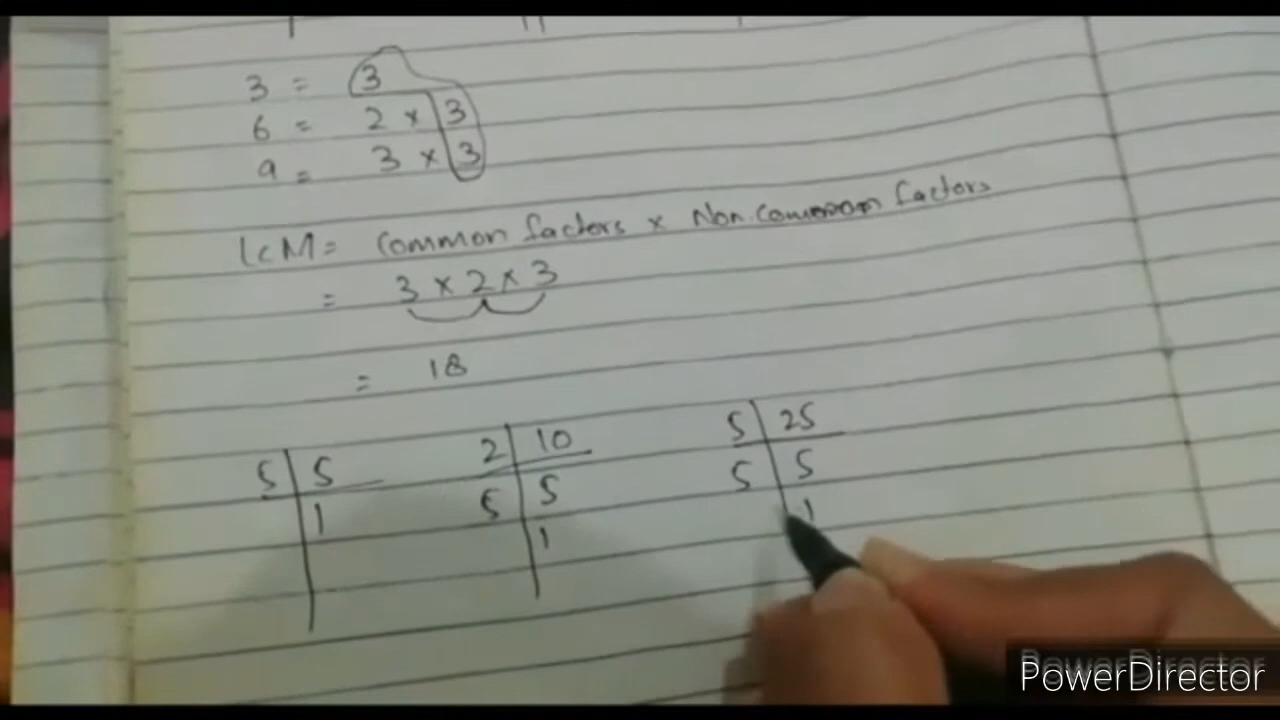 3 = 3
6 = 2 x 3
9 = 3 x 3
LCM = Common factors x Non.Common factors
= 3 x 2 x 3
= 18
5 | 5 2 | 10 5 | 25
1 5 | 5 5 | 5
1 1
PowerDirector